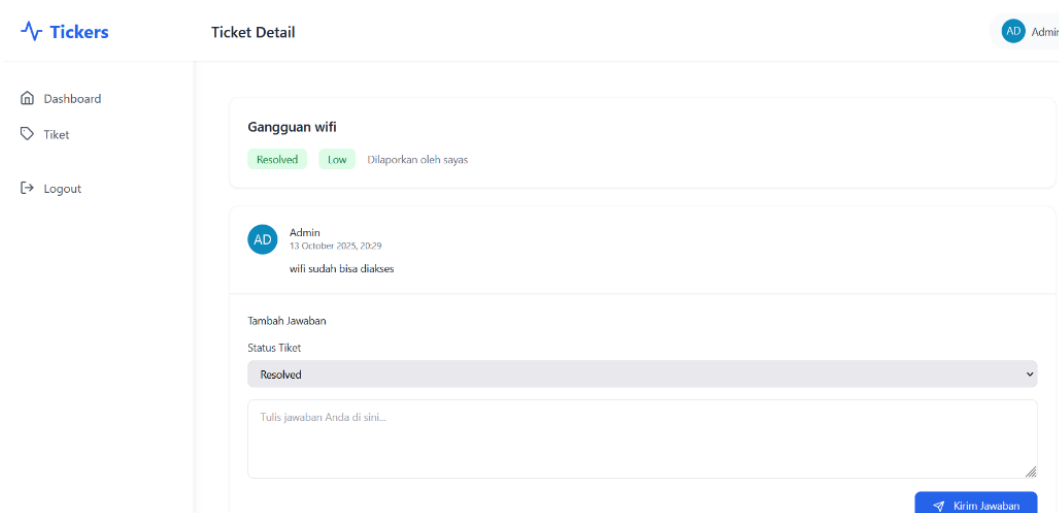 Tickers
Ticket Detail
AD
Dashboard
Tiket
Logout
Gangguan wifi
Resolved Low Dilaporkan oleh sayas
AD
Admin
13 October 2025, 20:29
wifi sudah bisa diakses
Tambah Jawaban
Status Tiket
Resolved
Tulis jawaban Anda di sini...
Kirim Jawaban